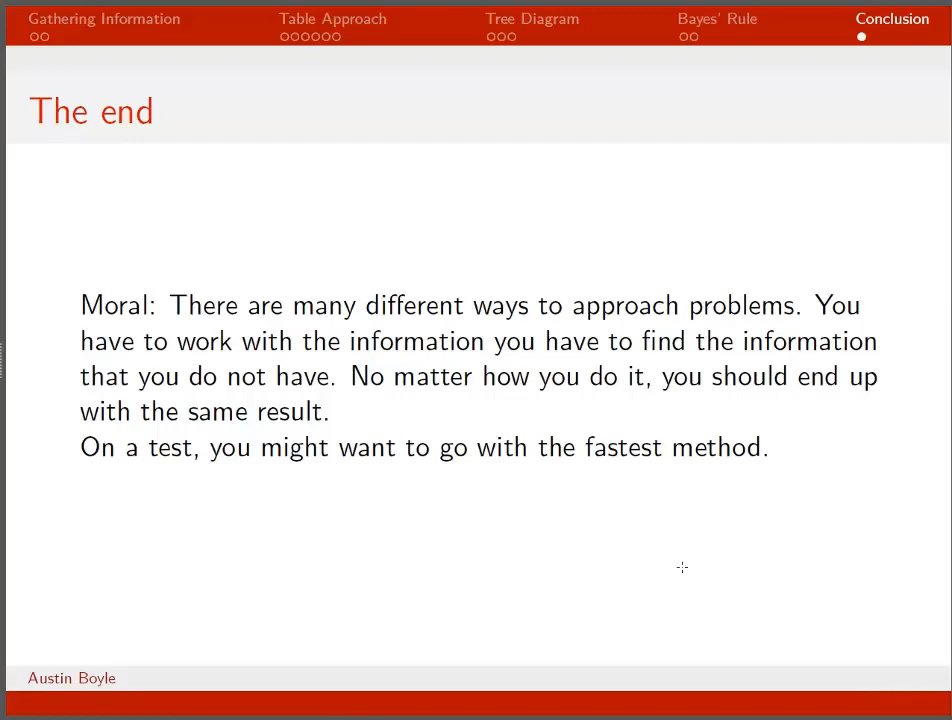 Gathering Information Table Approach Tree Diagram Bayes' Rule Conclusion
The end
Moral: There are many different ways to approach problems. You
have to work with the information you have to find the information
that you do not have. No matter how you do it, you should end up
with the same result.
On a test, you might want to go with the fastest method.
Austin Boyle